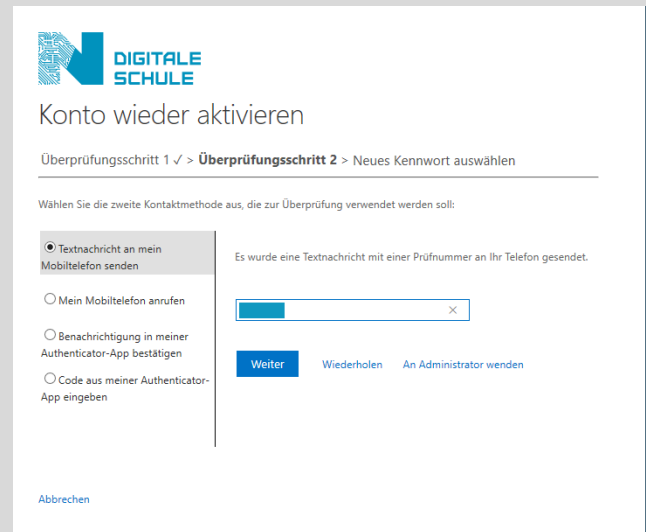 DIGITALE
SCHULE
Konto wieder aktivieren
Überprüfungsschritt 1 ✓ > Überprüfungsschritt 2 > Neues Kennwort auswählen
Wählen Sie die zweite Kontaktmethode aus, die zur Überprüfung verwendet werden soll:
Textnachricht an mein
Mobiltelefon senden
Mein Mobiltelefon anrufen
Benachrichtigung in meiner
Authenticator-App bestätigen
Code aus meiner Authenticator-
App eingeben
Es wurde eine Textnachricht mit einer Prüfnummer an Ihr Telefon gesendet.
Weiter Wiederholen An Administrator wenden
Abbrechen